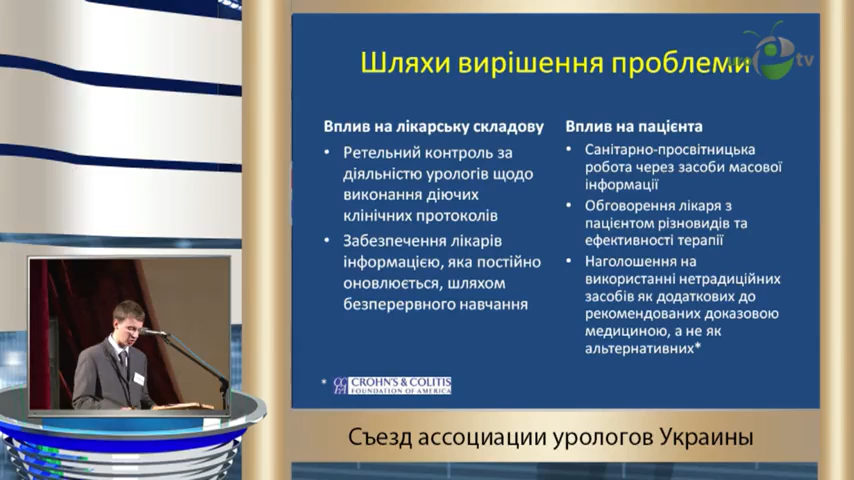 Шляхи вирішення проблеми
tv
Вплив на лікарську складову
• Ретельний контроль за
діяльністю урологів щодо
виконання діючих
клінічних протоколів
• Забезпечення лікарів
інформацією, яка постійно
оновлюється, шляхом
безперервного навчання
Вплив на пацієнта
• Санітарно-просвітницька
робота через засоби масової
інформації
• Обговорення лікаря з
пацієнтом різновидів та
ефективності терапії
• Наголошення на
використанні нетрадиційних
засобів як додаткових до
рекомендованих доказовою
медициною, а не як
альтернативних*
* CROHN'S & COLITIS
FOUNDATION OF AMERICA
Съезд ассоциации урологов Украины